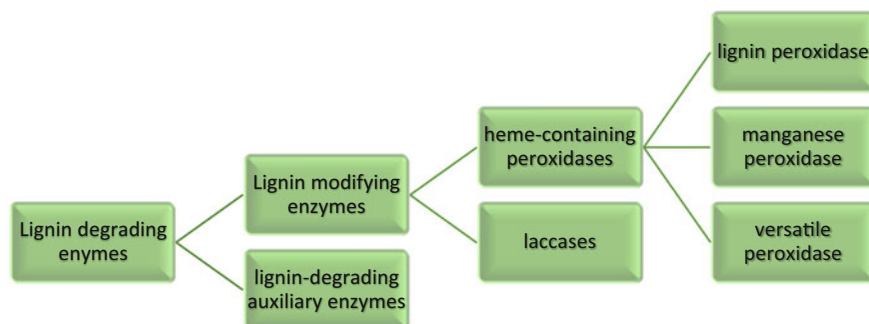 Lignin degrading
enymes
Lignin modifying
enzymes
lignin-degrading
auxiliary enzymes
heme-containing
peroxidases
laccases
lignin peroxidase
manganese
peroxidase
versatile
peroxidase